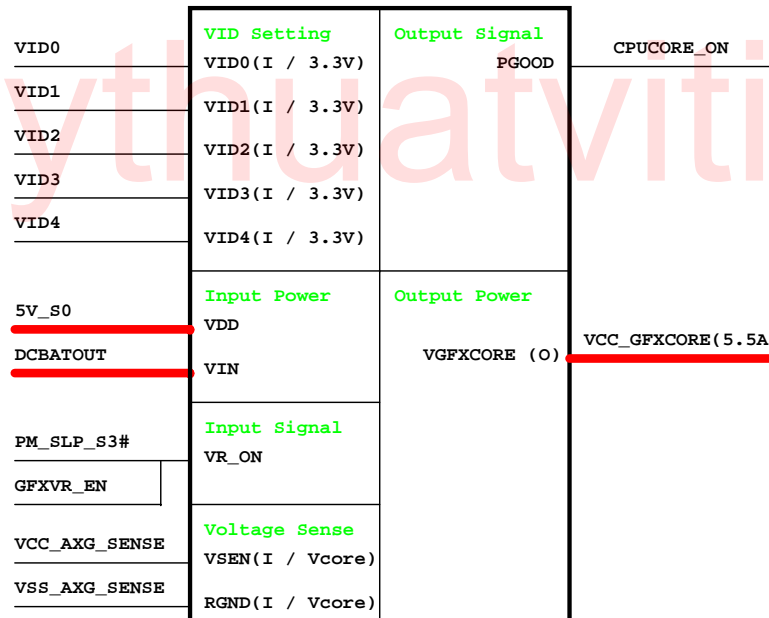 VID Setting
Output Signal
VID0
VID0(I / 3.3V)
PGOOD
CPUCORE_ON
VID1
VID1(I / 3.3V)
VID2
VID2(I / 3.3V)
VID3
VID3(I / 3.3V)
VID4
VID4(I / 3.3V)
ythuatviti
Input Power
Output Power
5V_S0
VDD
DCBATOUT
VIN
VGFXCORE (O)
VCC_GFXCORE(5.5A
Input Signal
PM_SLP_S3#
VR_ON
GFXVR_EN
Voltage Sense
VCC_AXG_SENSE
VSEN(I / Vcore)
VSS_AXG_SENSE
RGND(I / Vcore)